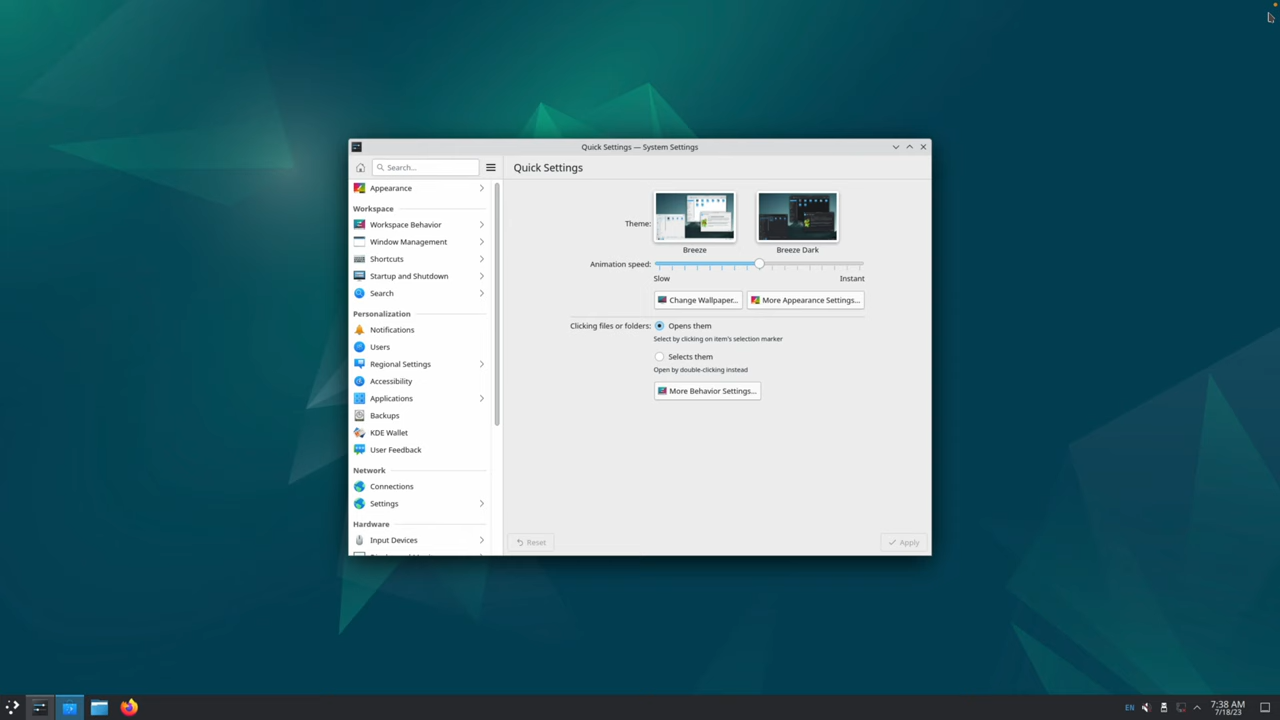 Quick Settings — System Settings
Search...
Quick Settings
Appearance
Workspace
Workspace Behavior
Window Management
Shortcuts
Startup and Shutdown
Search
Personalization
Notifications
Users
Regional Settings
Accessibility
Applications
Backups
KDE Wallet
User Feedback
Network
Connections
Settings
Hardware
Input Devices
Theme:
Breeze
Breeze Dark
Animation speed:
Slow
Instant
Change Wallpaper...
More Appearance Settings...
Clicking files or folders:
Opens them
Select by clicking on item's selection marker
Selects them
Open by double-clicking instead
More Behavior Settings...
Reset
Apply
EN
7:38 AM
7/18/23